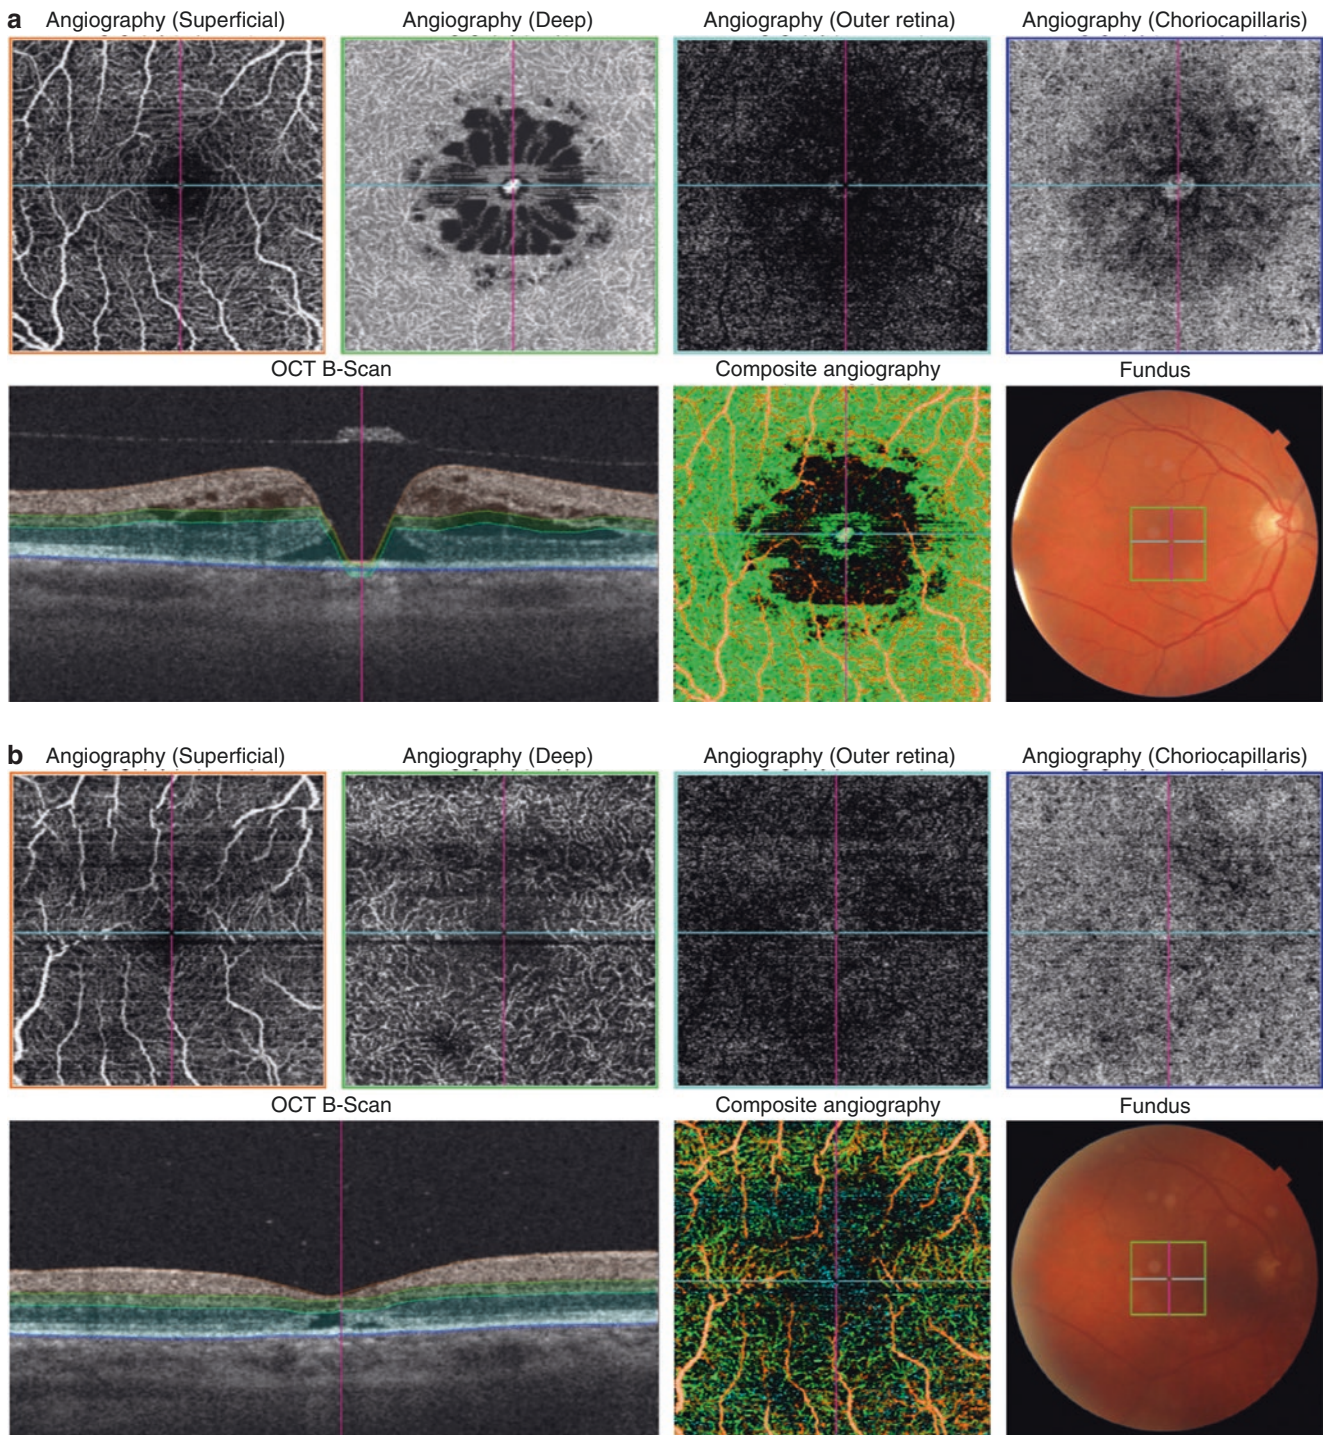 a
Angiography (Superficial)
Angiography (Deep)
Angiography (Outer retina)
Angiography (Choriocapillaris)
OCT B-Scan
Composite angiography
Fundus
b
Angiography (Superficial)
Angiography (Deep)
Angiography (Outer retina)
Angiography (Choriocapillaris)
OCT B-Scan
Composite angiography
Fundus